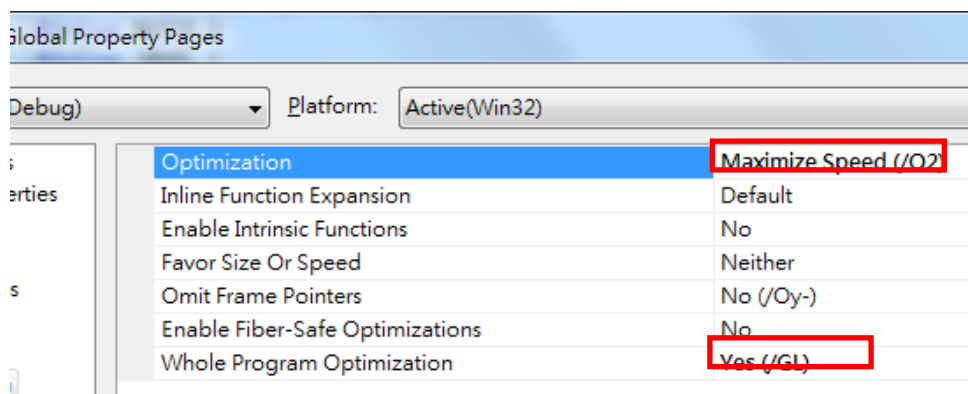 Global Property Pages
Debug) Platform: Active(Win32)
s
erties
s
Optimization Maximize Speed (/O2)
Inline Function Expansion Default
Enable Intrinsic Functions No
Favor Size Or Speed Neither
Omit Frame Pointers No (/Oy-)
Enable Fiber-Safe Optimizations No
Whole Program Optimization Yes (/GL)